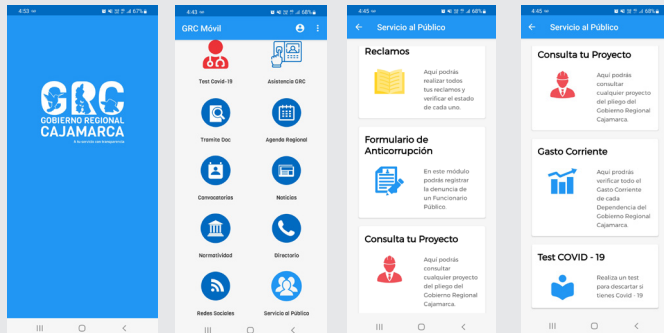 4:53
67%
GRC
GOBIERNO REGIONAL
CAJAMARCA
4:43
68%
GRC Móvil
Test Covid-19
Asistencia GRC
Tramite Doc
Agenda Regional
Convocatorias
Noticias
Normatividad
Directorio
Redes Sociales
Servicio al Público
4:45
68%
Servicio al Público
Reclamos
Aquí podrás
realizar todos
tus reclamos y
verificar el estado
de cada uno.
Formulario de
Anticorrupción
En este módulo
podrás registrar
la denuncia de
un Funcionario
Público.
Consulta tu Proyecto
Aquí podrás
consultar
cualquier proyecto
del pliego del
Gobierno Regional
Cajamarca.
4:45
68%
Servicio al Público
Consulta tu Proyecto
Aquí podrás
consultar
cualquier proyecto
del pliego del
Gobierno Regional
Cajamarca.
Gasto Corriente
Aquí podrás
verificar todo el
Gasto Corriente
de cada
Dependencia del
Gobierno Regional
Cajamarca.
Test COVID - 19
Realiza un test
para descartar si
tienes Covid - 19